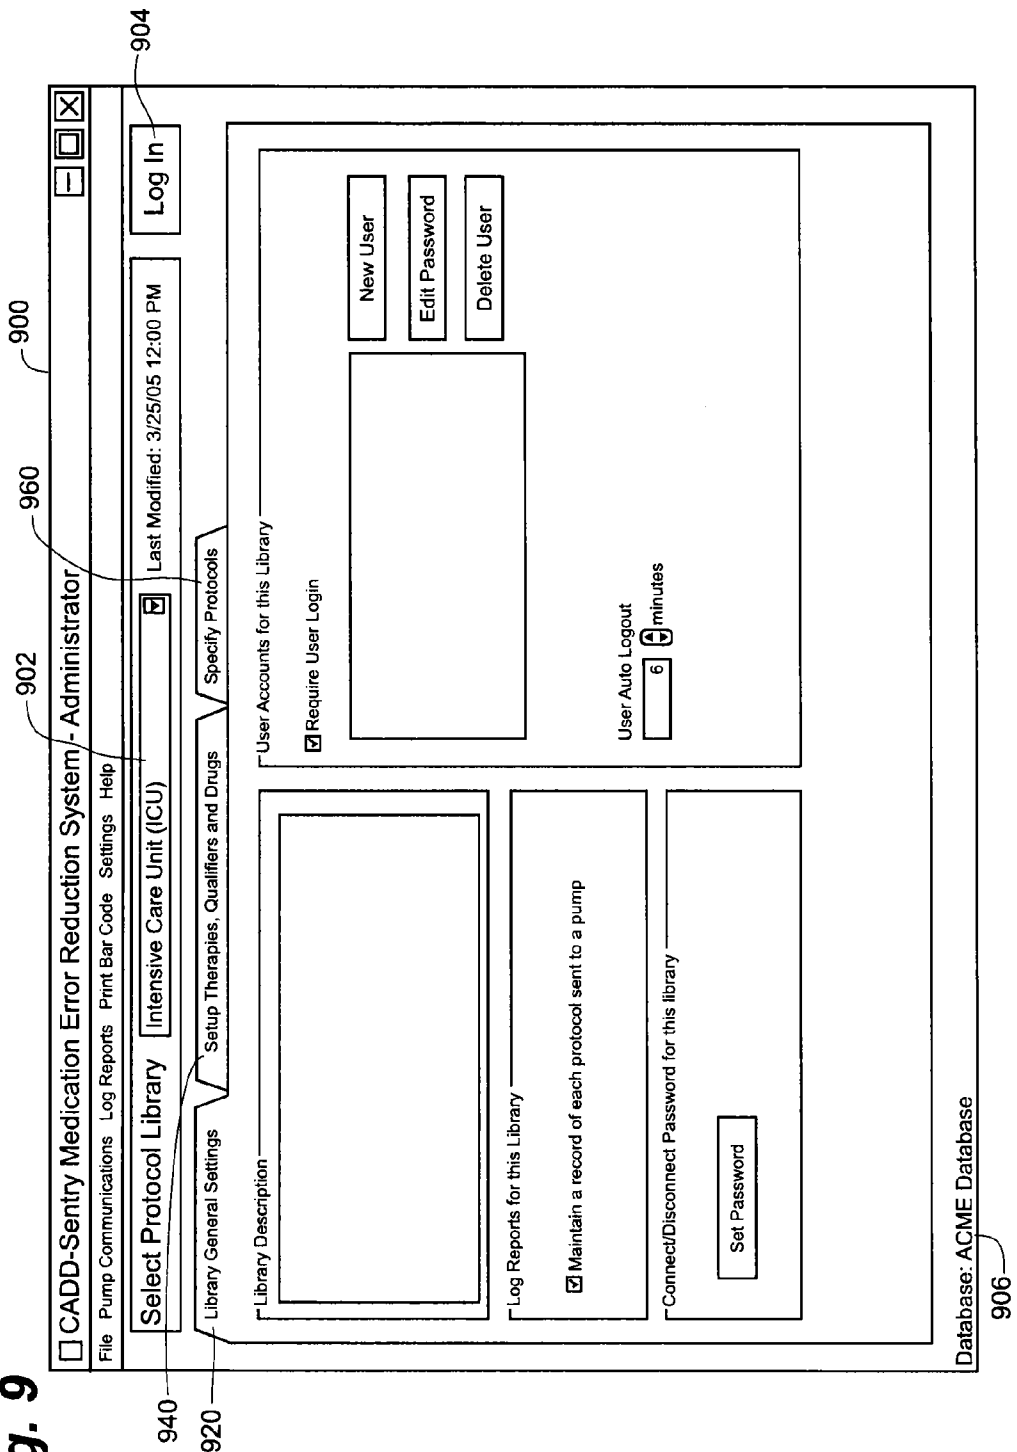 g. 9
900
902
960
904
940
920
906
CADD-Sentry Medication Error Reduction System - Administrator
File Pump Communications Log Reports Print Bar Code Settings Help
Select Protocol Library Intensive Care Unit (ICU) Last Modified: 3/25/05 12:00 PM Log In
Library General Settings Setup Therapies, Qualifiers and Drugs Specify Protocols
Library Description
Log Reports for this Library
Maintain a record of each protocol sent to a pump
Connect/Disconnect Password for this library
Set Password
User Accounts for this Library
Require User Login
New User
Edit Password
Delete User
User Auto Logout
6 minutes
Database: ACME Database